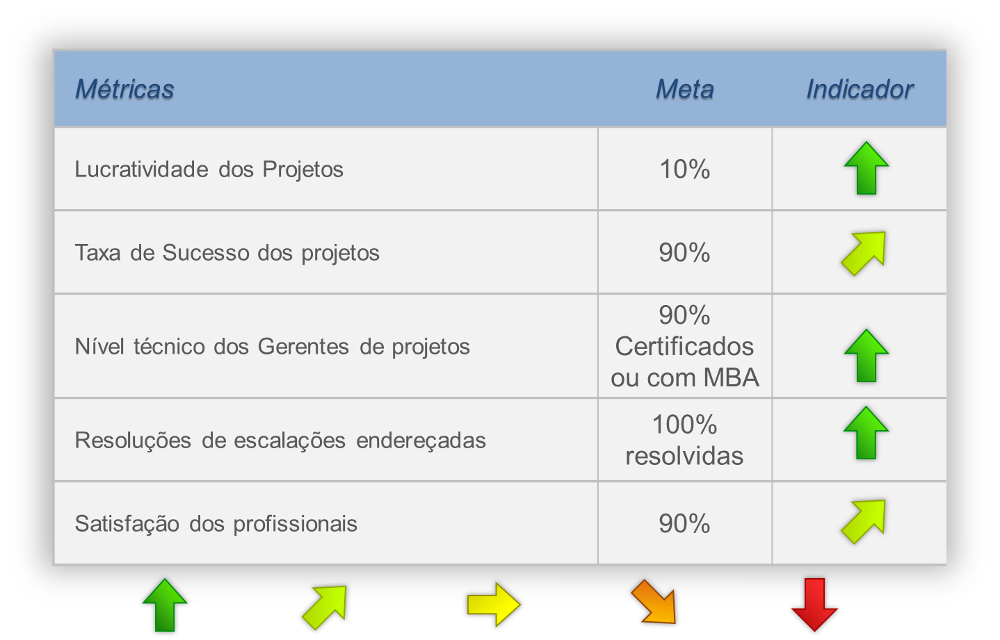 Métricas Meta Indicador
Lucratividade dos Projetos 10%
Taxa de Sucesso dos projetos 90%
Nível técnico dos Gerentes de projetos 90%
Certificados
ou com MBA
Resoluções de escalações endereçadas 100%
resolvidas
Satisfação dos profissionais 90%